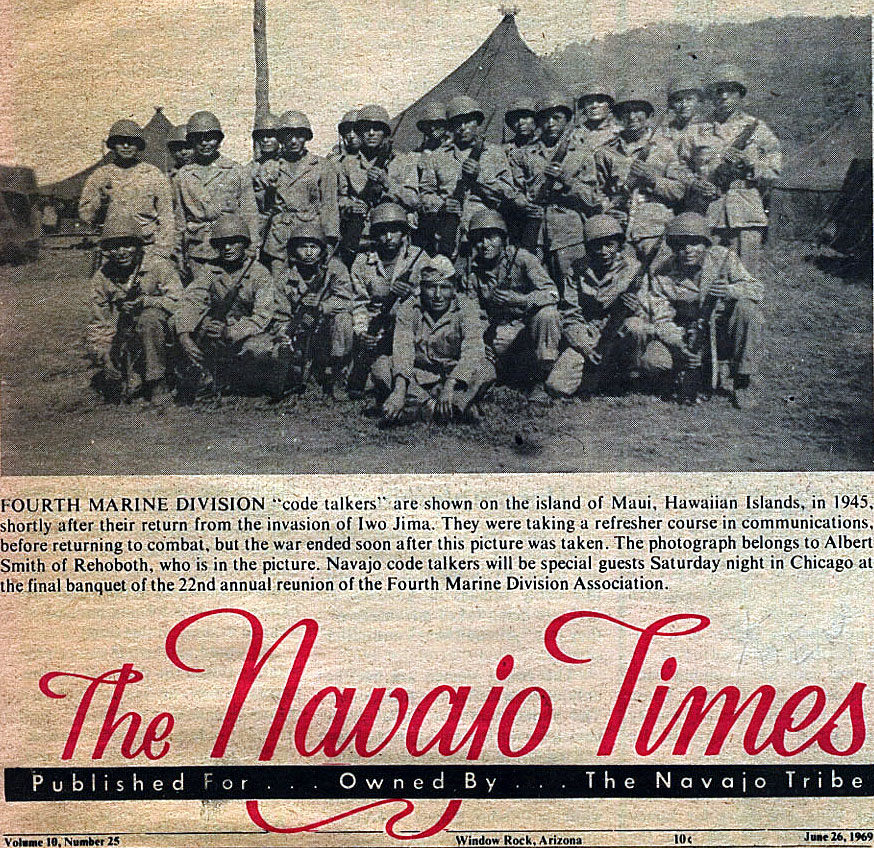 FOURTH MARINE DIVISION "code talkers" are shown on the island of Maui, Hawaiian Islands, in 1945,
shortly after their return from the invasion of Iwo Jima. They were taking a refresher course in communications,
before returning to combat, but the war ended soon after this picture was taken. The photograph belongs to Albert
Smith of Rehoboth, who is in the picture. Navajo code talkers will be special guests Saturday night in Chicago at
the final banquet of the 22nd annual reunion of the Fourth Marine Division Association.
The Navajo Times
Published For . . . Owned By . . . The Navajo Tribe
Volume 10, Number 25 Window Rock, Arizona 10¢ June 26, 1969